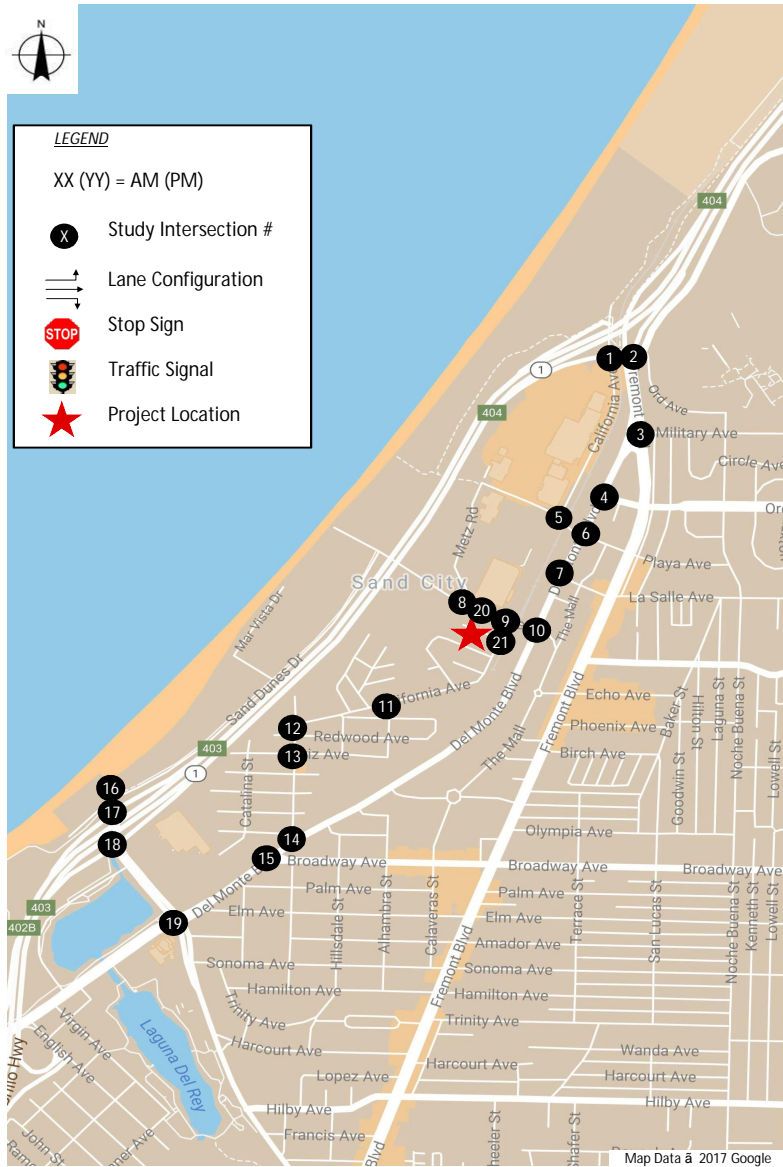 N
LEGEND
XX (YY) = AM (PM)
X Study Intersection #
Lane Configuration
STOP Stop Sign
Traffic Signal
Project Location
404
1
2
1
404
California Ave
Fremont
Ord Ave
3
Military Ave
Circle Ave
4
5
6
Metz Rd
7
Playa Ave
La Salle Ave
Sand City
8
20
9
10
21
The Mall
Mar Vista Dr
Sand Dunes Dr
11
12
Redwood Ave
13
Del Monte Blvd
Fremont Blvd
Echo Ave
Phoenix Ave
Birch Ave
The Mall
Baker St
Hilton St
Laguna St
Noche Buena St
Goodwin St
Lowell St
403
1
Catalina St
16
17
18
14
15
Olympia Ave
Broadway Ave
Broadway Ave
Broadway Ave
Palm Ave
Palm Ave
Elm Ave
Elm Ave
Amador Ave
Sonoma Ave
Sonoma Ave
Hamilton Ave
Hamilton Ave
Trinity Ave
Trinity Ave
Hillsdale St
Alhambra St
Calaveras St
Terrace St
San Lucas St
Noche Buena St
Kenneth St
Lowell St
Fremont Blvd
403
402B
19
Del Monte
Virgin Ave
English Ave
Laguna Del Rey
Harcourt Ave
Harcourt Ave
Harcourt Ave
Wanda Ave
Lopez Ave
Hilby Ave
Hilby Ave
Francis Ave
John St
Blvd
Map Data ã 2017 Google